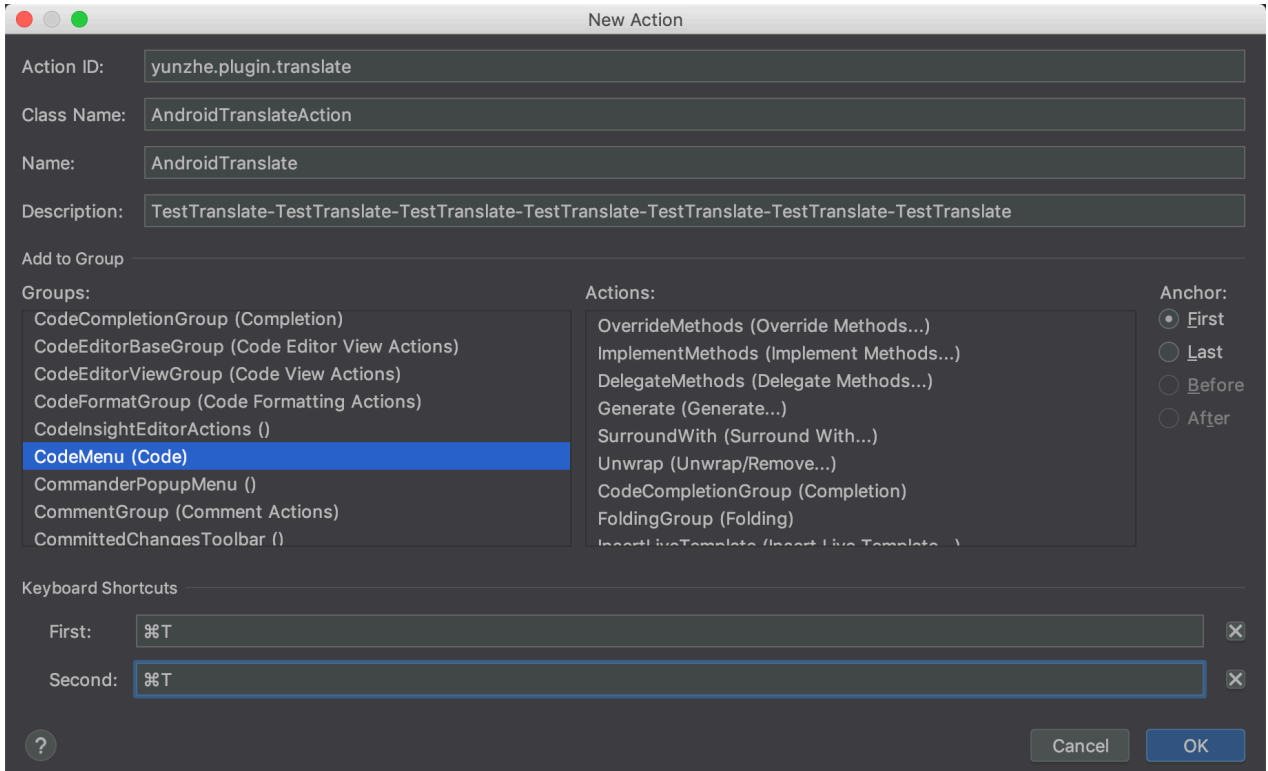 New Action
Action ID: yunzhe.plugin.translate
Class Name: AndroidTranslateAction
Name: AndroidTranslate
Description: TestTranslate-TestTranslate-TestTranslate-TestTranslate-TestTranslate-TestTranslate-TestTranslate
Add to Group
Groups:
CodeCompletionGroup (Completion)
CodeEditorBaseGroup (Code Editor View Actions)
CodeEditorViewGroup (Code View Actions)
CodeFormatGroup (Code Formatting Actions)
CodeInsightEditorActions ()
CodeMenu (Code)
CommanderPopupMenu ()
CommentGroup (Comment Actions)
CommittedChangesToolbar ()
Actions:
OverrideMethods (Override Methods...)
ImplementMethods (Implement Methods...)
DelegateMethods (Delegate Methods...)
Generate (Generate...)
SurroundWith (Surround With...)
Unwrap (Unwrap/Remove...)
CodeCompletionGroup (Completion)
FoldingGroup (Folding)
InsertLiveTemplate (Insert Live Template...)
Anchor:
First
Last
Before
After
Keyboard Shortcuts
First: ⌘T
Second: ⌘T
?
Cancel
OK